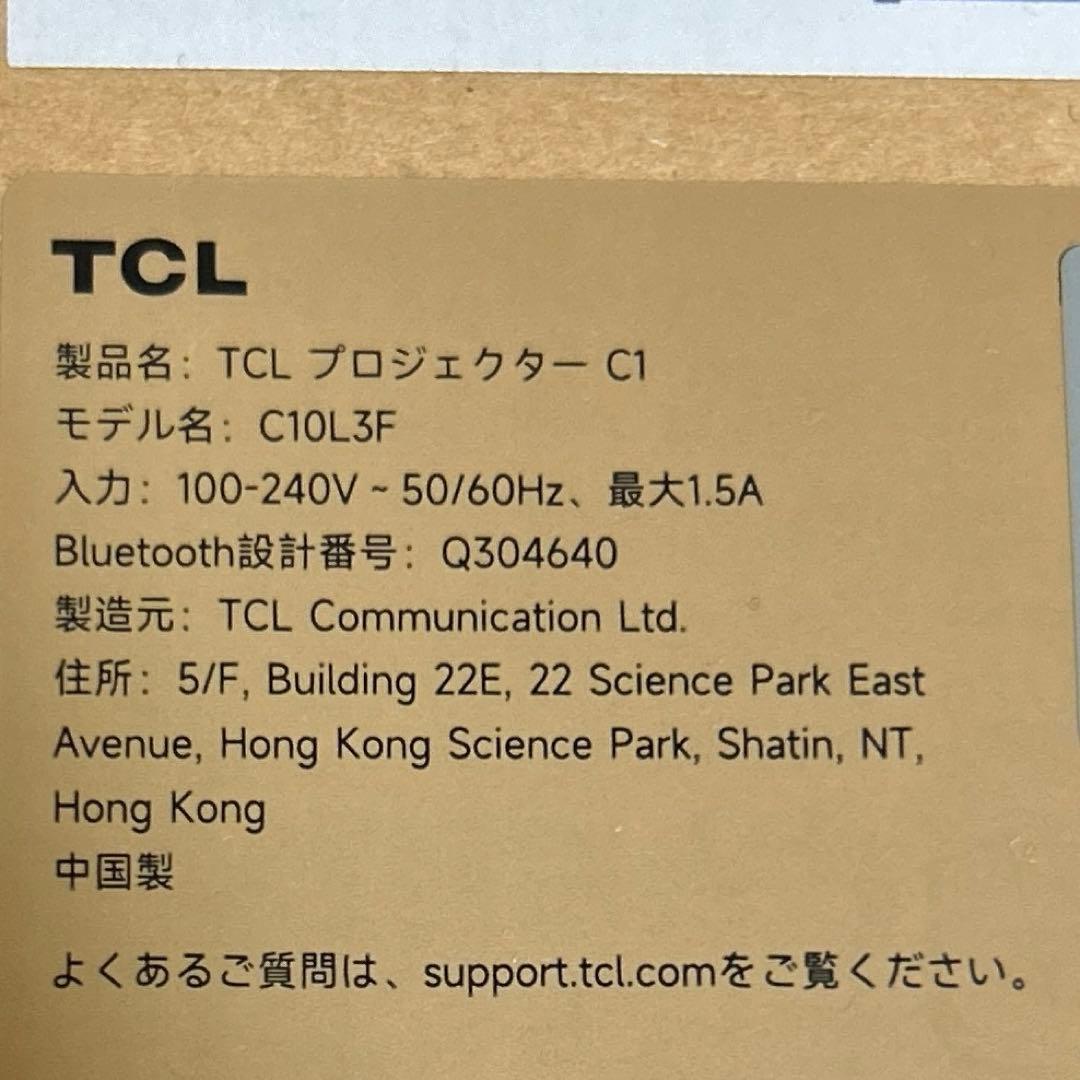 TCL
製品名: TCL プロジェクター C1
モデル名: C10L3F
入力: 100-240V ~ 50/60Hz、最大1.5A
Bluetooth設計番号: Q304640
製造元: TCL Communication Ltd.
住所: 5/F, Building 22E, 22 Science Park East
Avenue, Hong Kong Science Park, Shatin, NT,
Hong Kong
中国製
よくあるご質問は、support.tcl.comをご覧ください。